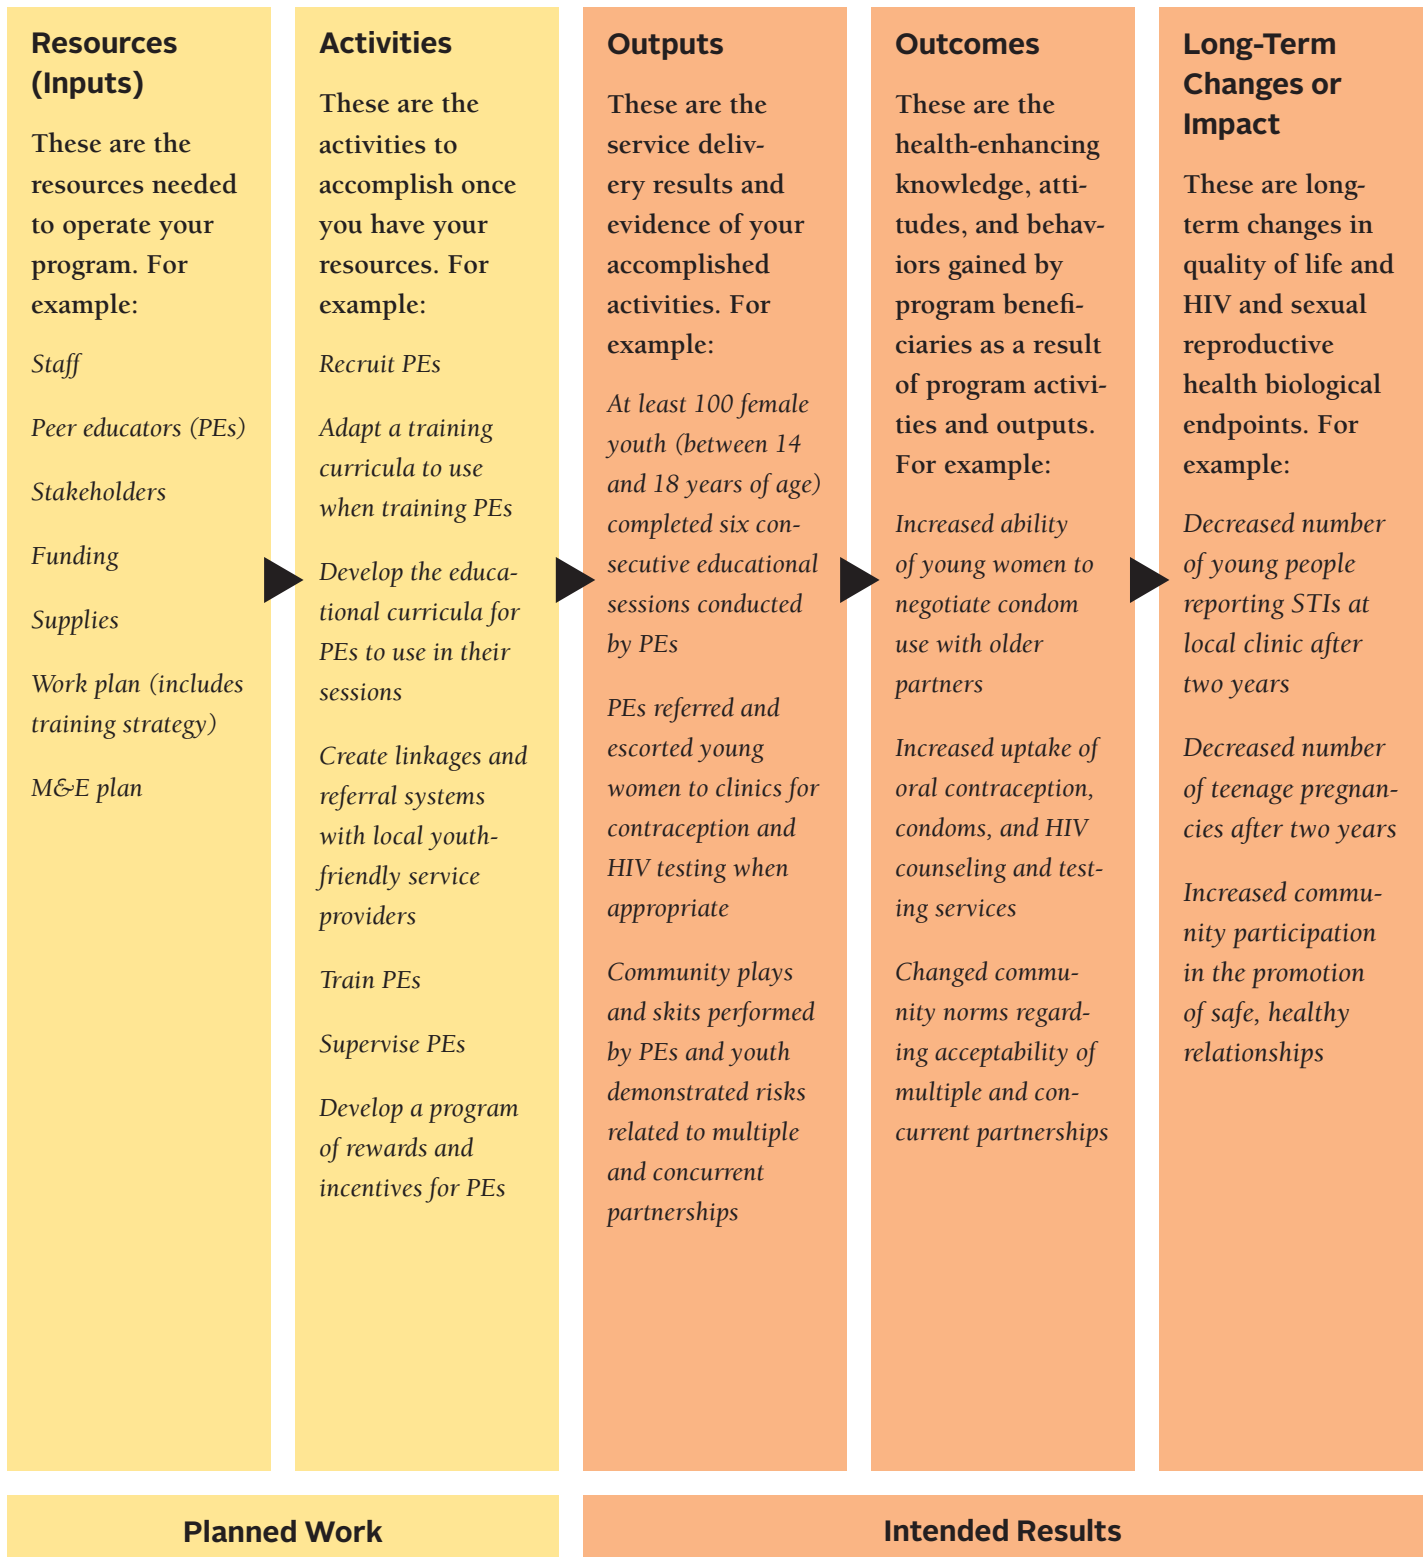 Resources
(Inputs)
These are the
resources needed
to operate your
program. For
example:
Staff
Peer educators (PEs)
Stakeholders
Funding
Supplies
Work plan (includes
training strategy)
M&E plan
Activities
These are the
activities to
accomplish once
you have your
resources. For
example:
Recruit PEs
Adapt a training
curricula to use
when training PEs
Develop the educa-
tional curricula for
PEs to use in their
sessions
Create linkages and
referral systems
with local youth-
friendly service
providers
Train PEs
Supervise PEs
Develop a program
of rewards and
incentives for PEs
Outputs
These are the
service deliv-
ery results and
evidence of your
accomplished
activities. For
example:
At least 100 female
youth (between 14
and 18 years of age)
completed six con-
secutive educational
sessions conducted
by PEs
PEs referred and
escorted young
women to clinics for
contraception and
HIV testing when
appropriate
Community plays
and skits performed
by PEs and youth
demonstrated risks
related to multiple
and concurrent
partnerships
Outcomes
These are the
health-enhancing
knowledge, atti-
tudes, and behav-
iors gained by
program benefi-
ciaries as a result
of program activi-
ties and outputs.
For example:
Increased ability
of young women to
negotiate condom
use with older
partners
Increased uptake of
oral contraception,
condoms, and HIV
counseling and test-
ing services
Changed commu-
nity norms regard-
ing acceptability of
multiple and con-
current partnerships
Long-Term
Changes or
Impact
These are long-
term changes in
quality of life and
HIV and sexual
reproductive
health biological
endpoints. For
example:
Decreased number
of young people
reporting STIs at
local clinic after
two years
Decreased number
of teenage pregnan-
cies after two years
Increased commu-
nity participation
in the promotion
of safe, healthy
relationships
Planned Work
Intended Results